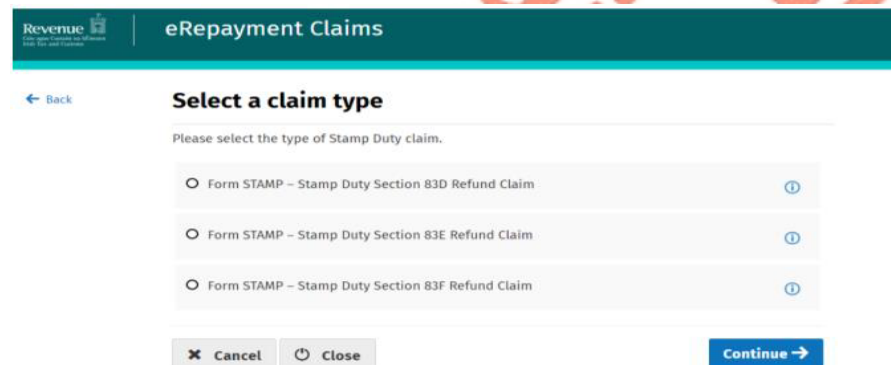 Revenue
eRepayment Claims
← Back
Select a claim type
Please select the type of Stamp Duty claim.
Form STAMP – Stamp Duty Section 83D Refund Claim
Form STAMP – Stamp Duty Section 83E Refund Claim
Form STAMP – Stamp Duty Section 83F Refund Claim
Cancel
Close
Continue →